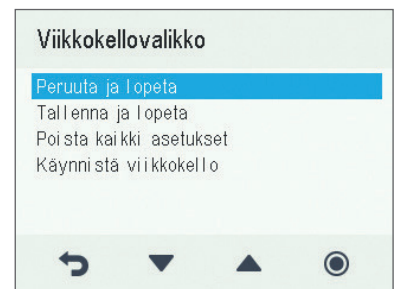 Viikkokellovalikko
Peruuta ja lopeta
Tallenna ja lopeta
Poista kaikki asetukset
Käynnistä viikkokello